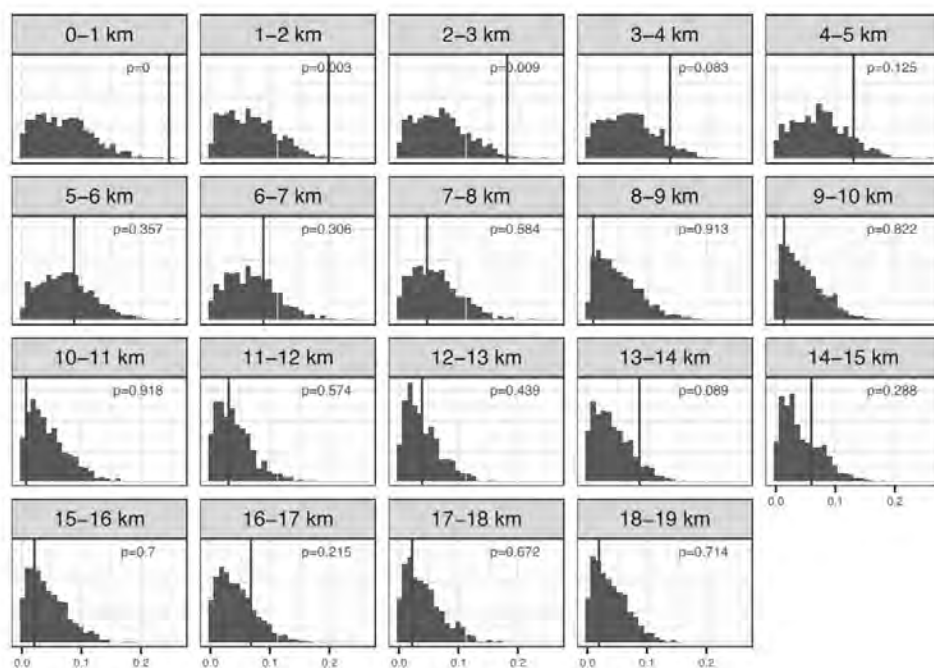 0–1 km 1–2 km 2–3 km 3–4 km 4–5 km
p=0 p=0.003 p=0.009 p=0.083 p=0.125
5–6 km 6–7 km 7–8 km 8–9 km 9–10 km
p=0.357 p=0.306 p=0.584 p=0.913 p=0.822
10–11 km 11–12 km 12–13 km 13–14 km 14–15 km
p=0.918 p=0.574 p=0.439 p=0.089 p=0.288
0.0 0.1 0.2
15–16 km 16–17 km 17–18 km 18–19 km
p=0.7 p=0.215 p=0.672 p=0.714
0.0 0.1 0.2 0.0 0.1 0.2 0.0 0.1 0.2 0.0 0.1 0.2